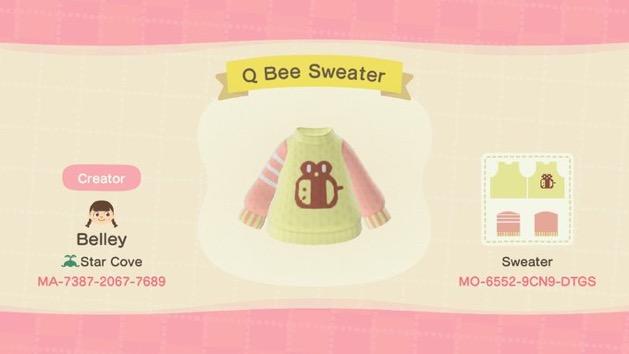 Q Bee Sweater
Creator
Belley
Star Cove
MA-7387-2067-7689
Sweater
MO-6552-9CN9-DTGS